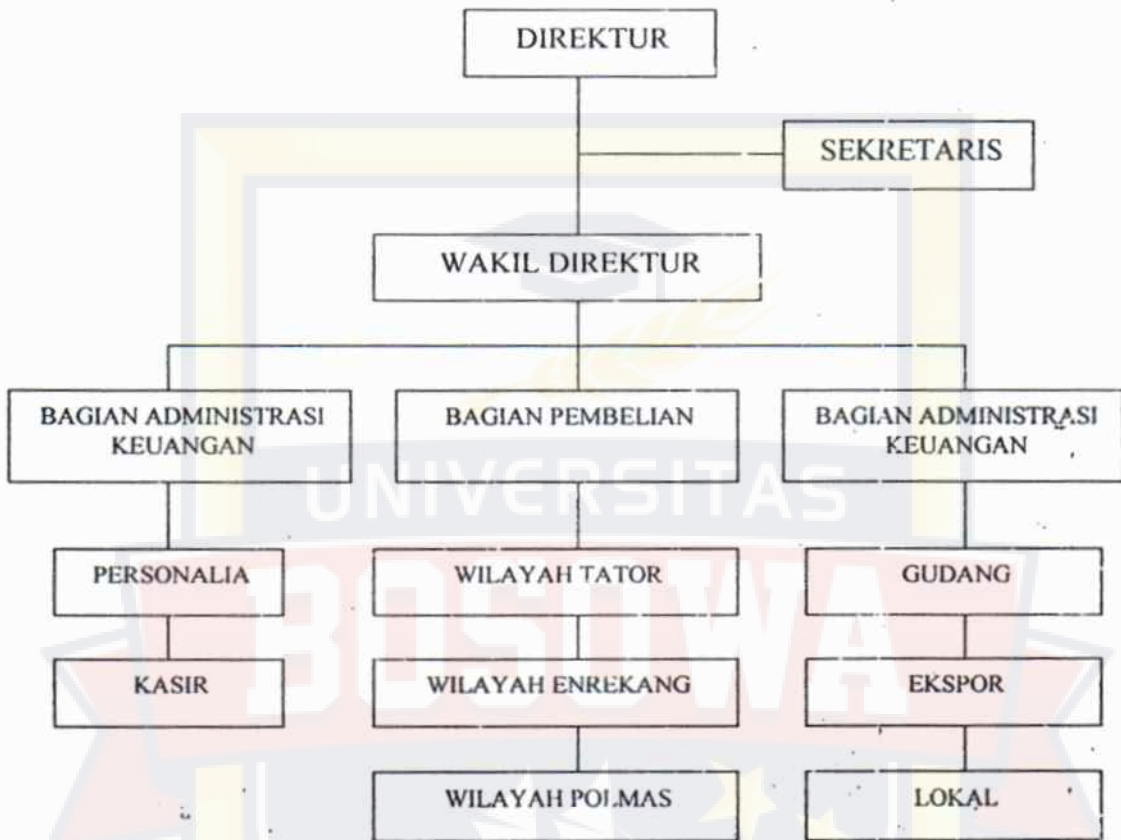 DIREKTUR
SEKRETARIS
WAKIL DIREKTUR
BAGIAN ADMINISTRASI
KEUANGAN
BAGIAN PEMBELIAN
BAGIAN ADMINISTRASI
KEUANGAN
UNIVERSITAS
PERSONALIA
WILAYAH TATOR
GUDANG
BOSOWA
KASIR
WILAYAH ENREKANG
EKSPOR
WILAYAH POLMAS
LOKAL